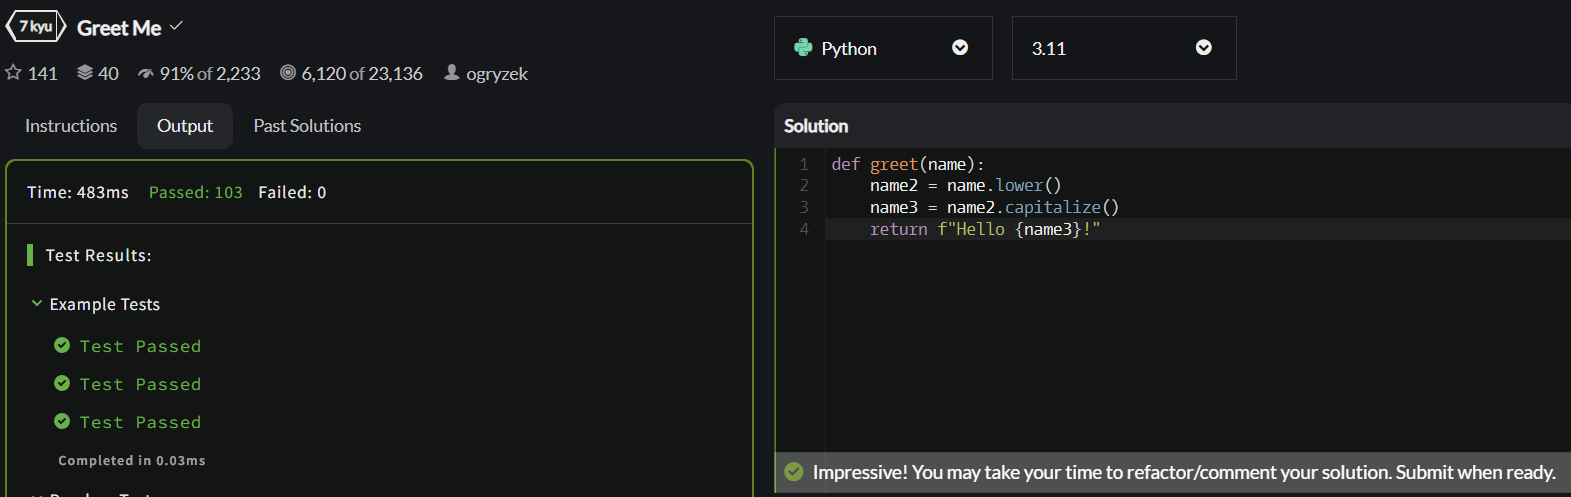 7 kyu Greet Me
141 40 91% of 2,233 6,120 of 23,136 ogryzek
Instructions Output Past Solutions
Time: 483ms Passed: 103 Failed: 0
Test Results:
Example Tests
Test Passed
Test Passed
Test Passed
Completed in 0.03ms
Python 3.11
Solution
1 def greet(name):
2     name2 = name.lower()
3     name3 = name2.capitalize()
4     return f"Hello {name3}!"
Impressive! You may take your time to refactor/comment your solution. Submit when ready.